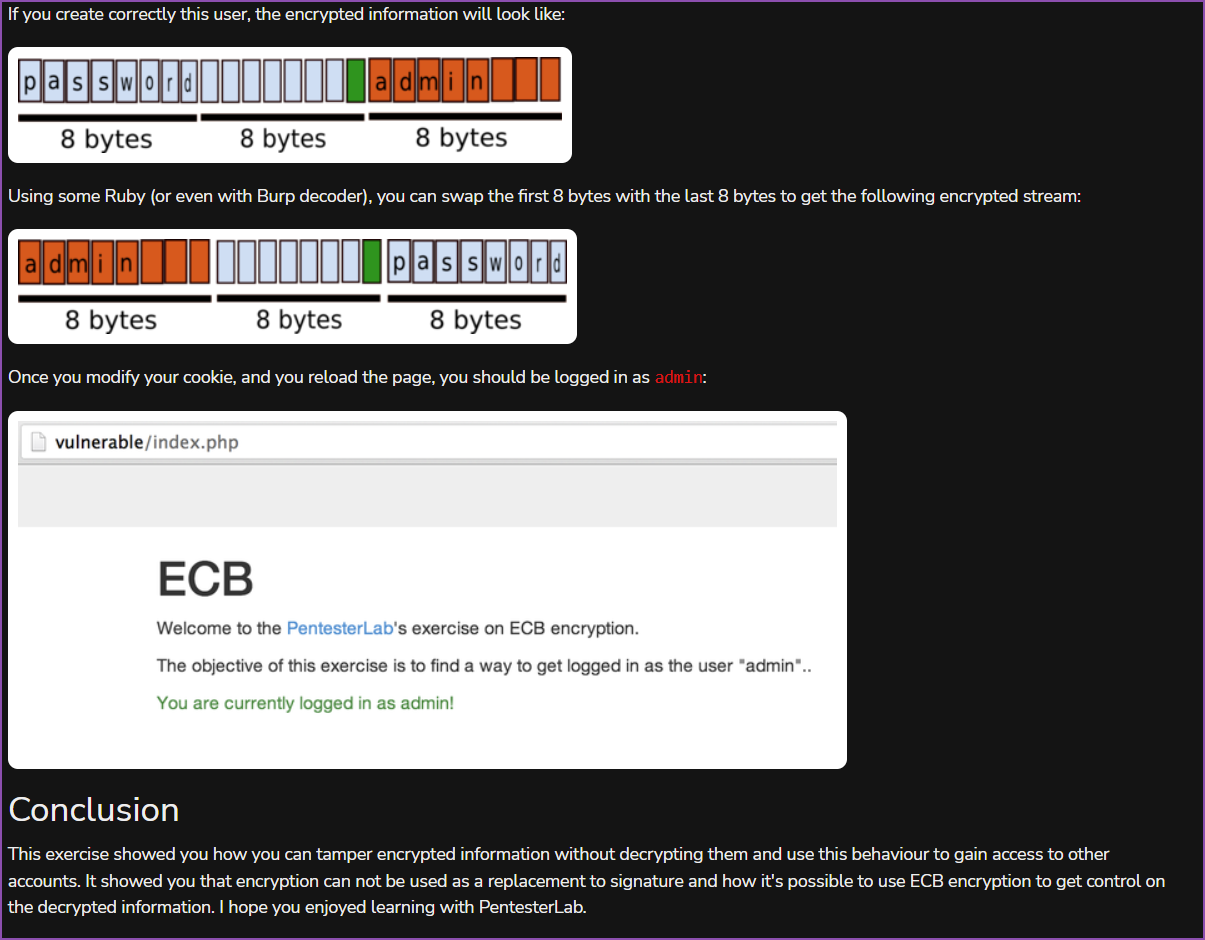 If you create correctly this user, the encrypted information will look like:
password admin
8 bytes 8 bytes 8 bytes
Using some Ruby (or even with Burp decoder), you can swap the first 8 bytes with the last 8 bytes to get the following encrypted stream:
admin password
8 bytes 8 bytes 8 bytes
Once you modify your cookie, and you reload the page, you should be logged in as admin:
vulnerable/index.php
ECB
Welcome to the PentesterLab's exercise on ECB encryption.
The objective of this exercise is to find a way to get logged in as the user "admin"..
You are currently logged in as admin!
Conclusion
This exercise showed you how you can tamper encrypted information without decrypting them and use this behaviour to gain access to other
accounts. It showed you that encryption can not be used as a replacement to signature and how it's possible to use ECB encryption to get control on
the decrypted information. I hope you enjoyed learning with PentesterLab.